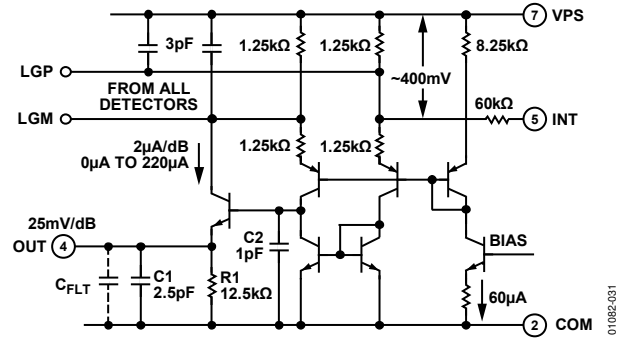 7 VPS
3pF
1.25kΩ
1.25kΩ
8.25kΩ
LGP
FROM ALL
DETECTORS
~400mV
LGM
60kΩ
5 INT
2µA/dB
0µA TO 220µA
1.25kΩ
1.25kΩ
25mV/dB
OUT 4
C2
1pF
BIAS
CFLT
C1
2.5pF
R1
12.5kΩ
60µA
2 COM
01082-031